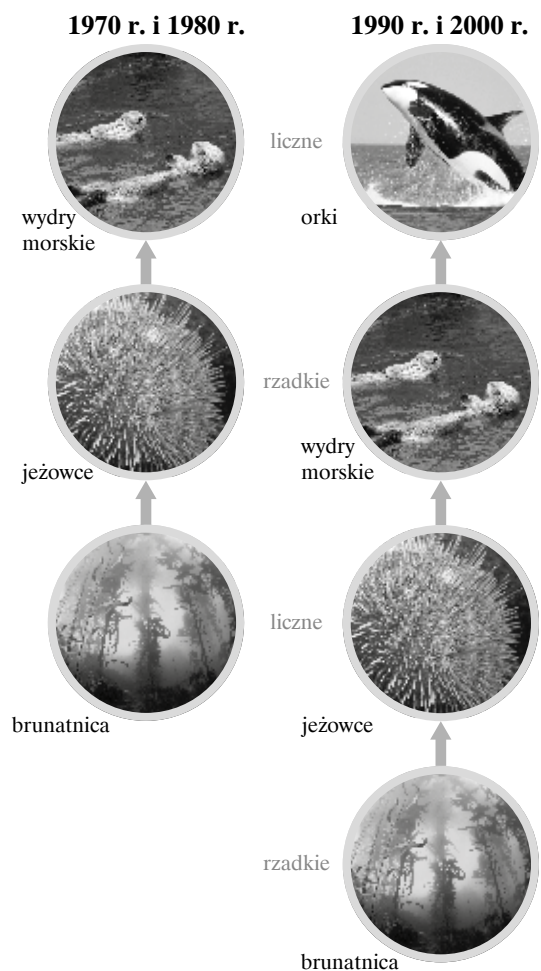 1970 r. i 1980 r.
1990 r. i 2000 r.
liczne
wydry
morskie
orki
rzadkie
jeżowce
wydry
morskie
liczne
brunatnica
jeżowce
rzadkie
brunatnica